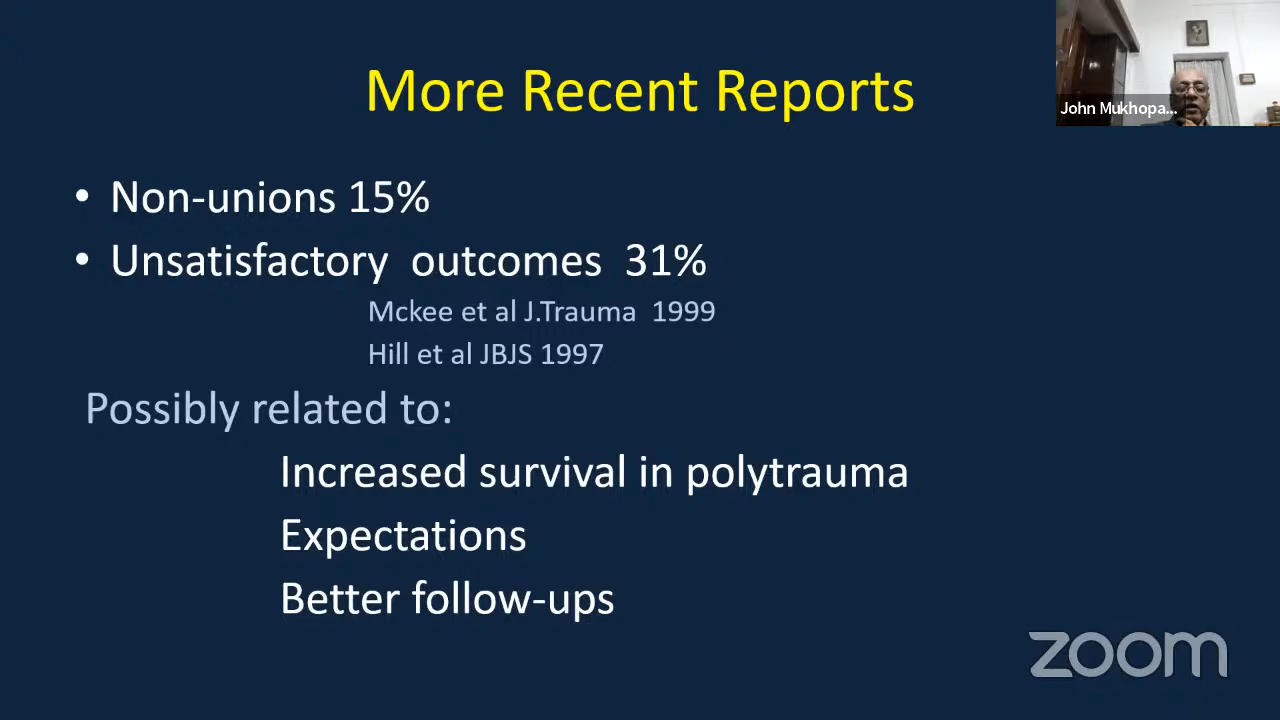 More Recent Reports
John Mukhopa...
• Non-unions 15%
• Unsatisfactory outcomes 31%
Mckee et al J.Trauma 1999
Hill et al JBJS 1997
Possibly related to:
Increased survival in polytrauma
Expectations
Better follow-ups
zoom